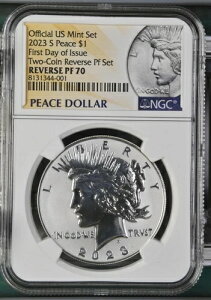 Official US Mint Set
2023 S Peace $1
First Day of Issue
Two-Coin Reverse Pf Set
REVERSE PF 70
8131344-001
PEACE DOLLAR
NGC
LIBERTY
IN GOD WE TRVST
2023